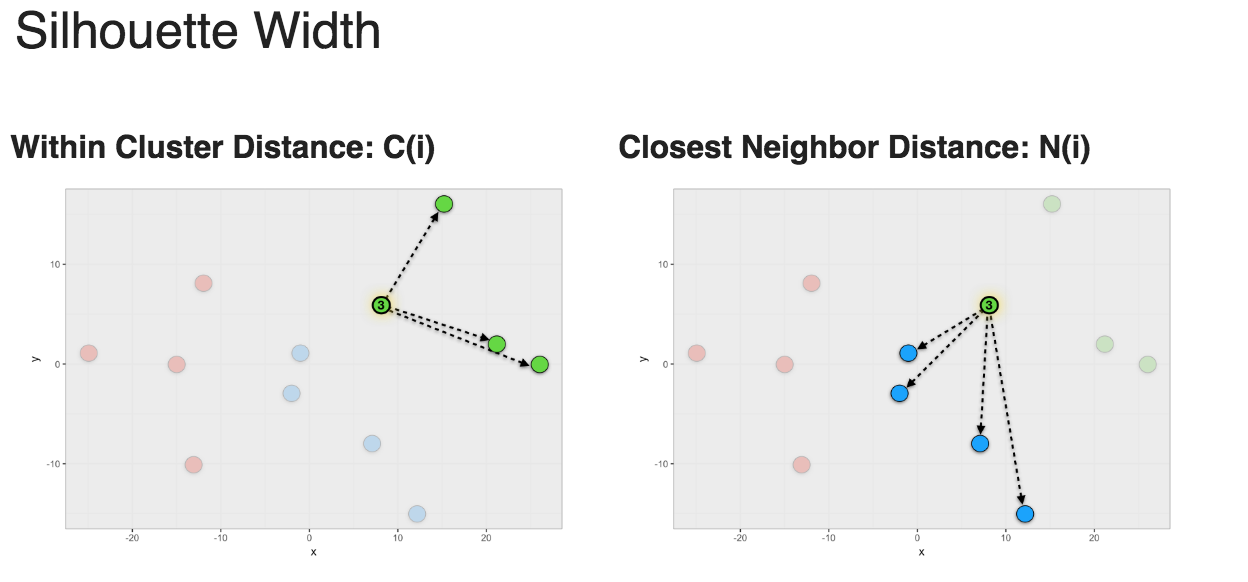 Silhouette Width
Within Cluster Distance: C(i)
Closest Neighbor Distance: N(i)
10
0
-10
y
-20
-10
0
10
20
x
3
10
0
-10
y
-20
-10
0
10
20
x
3